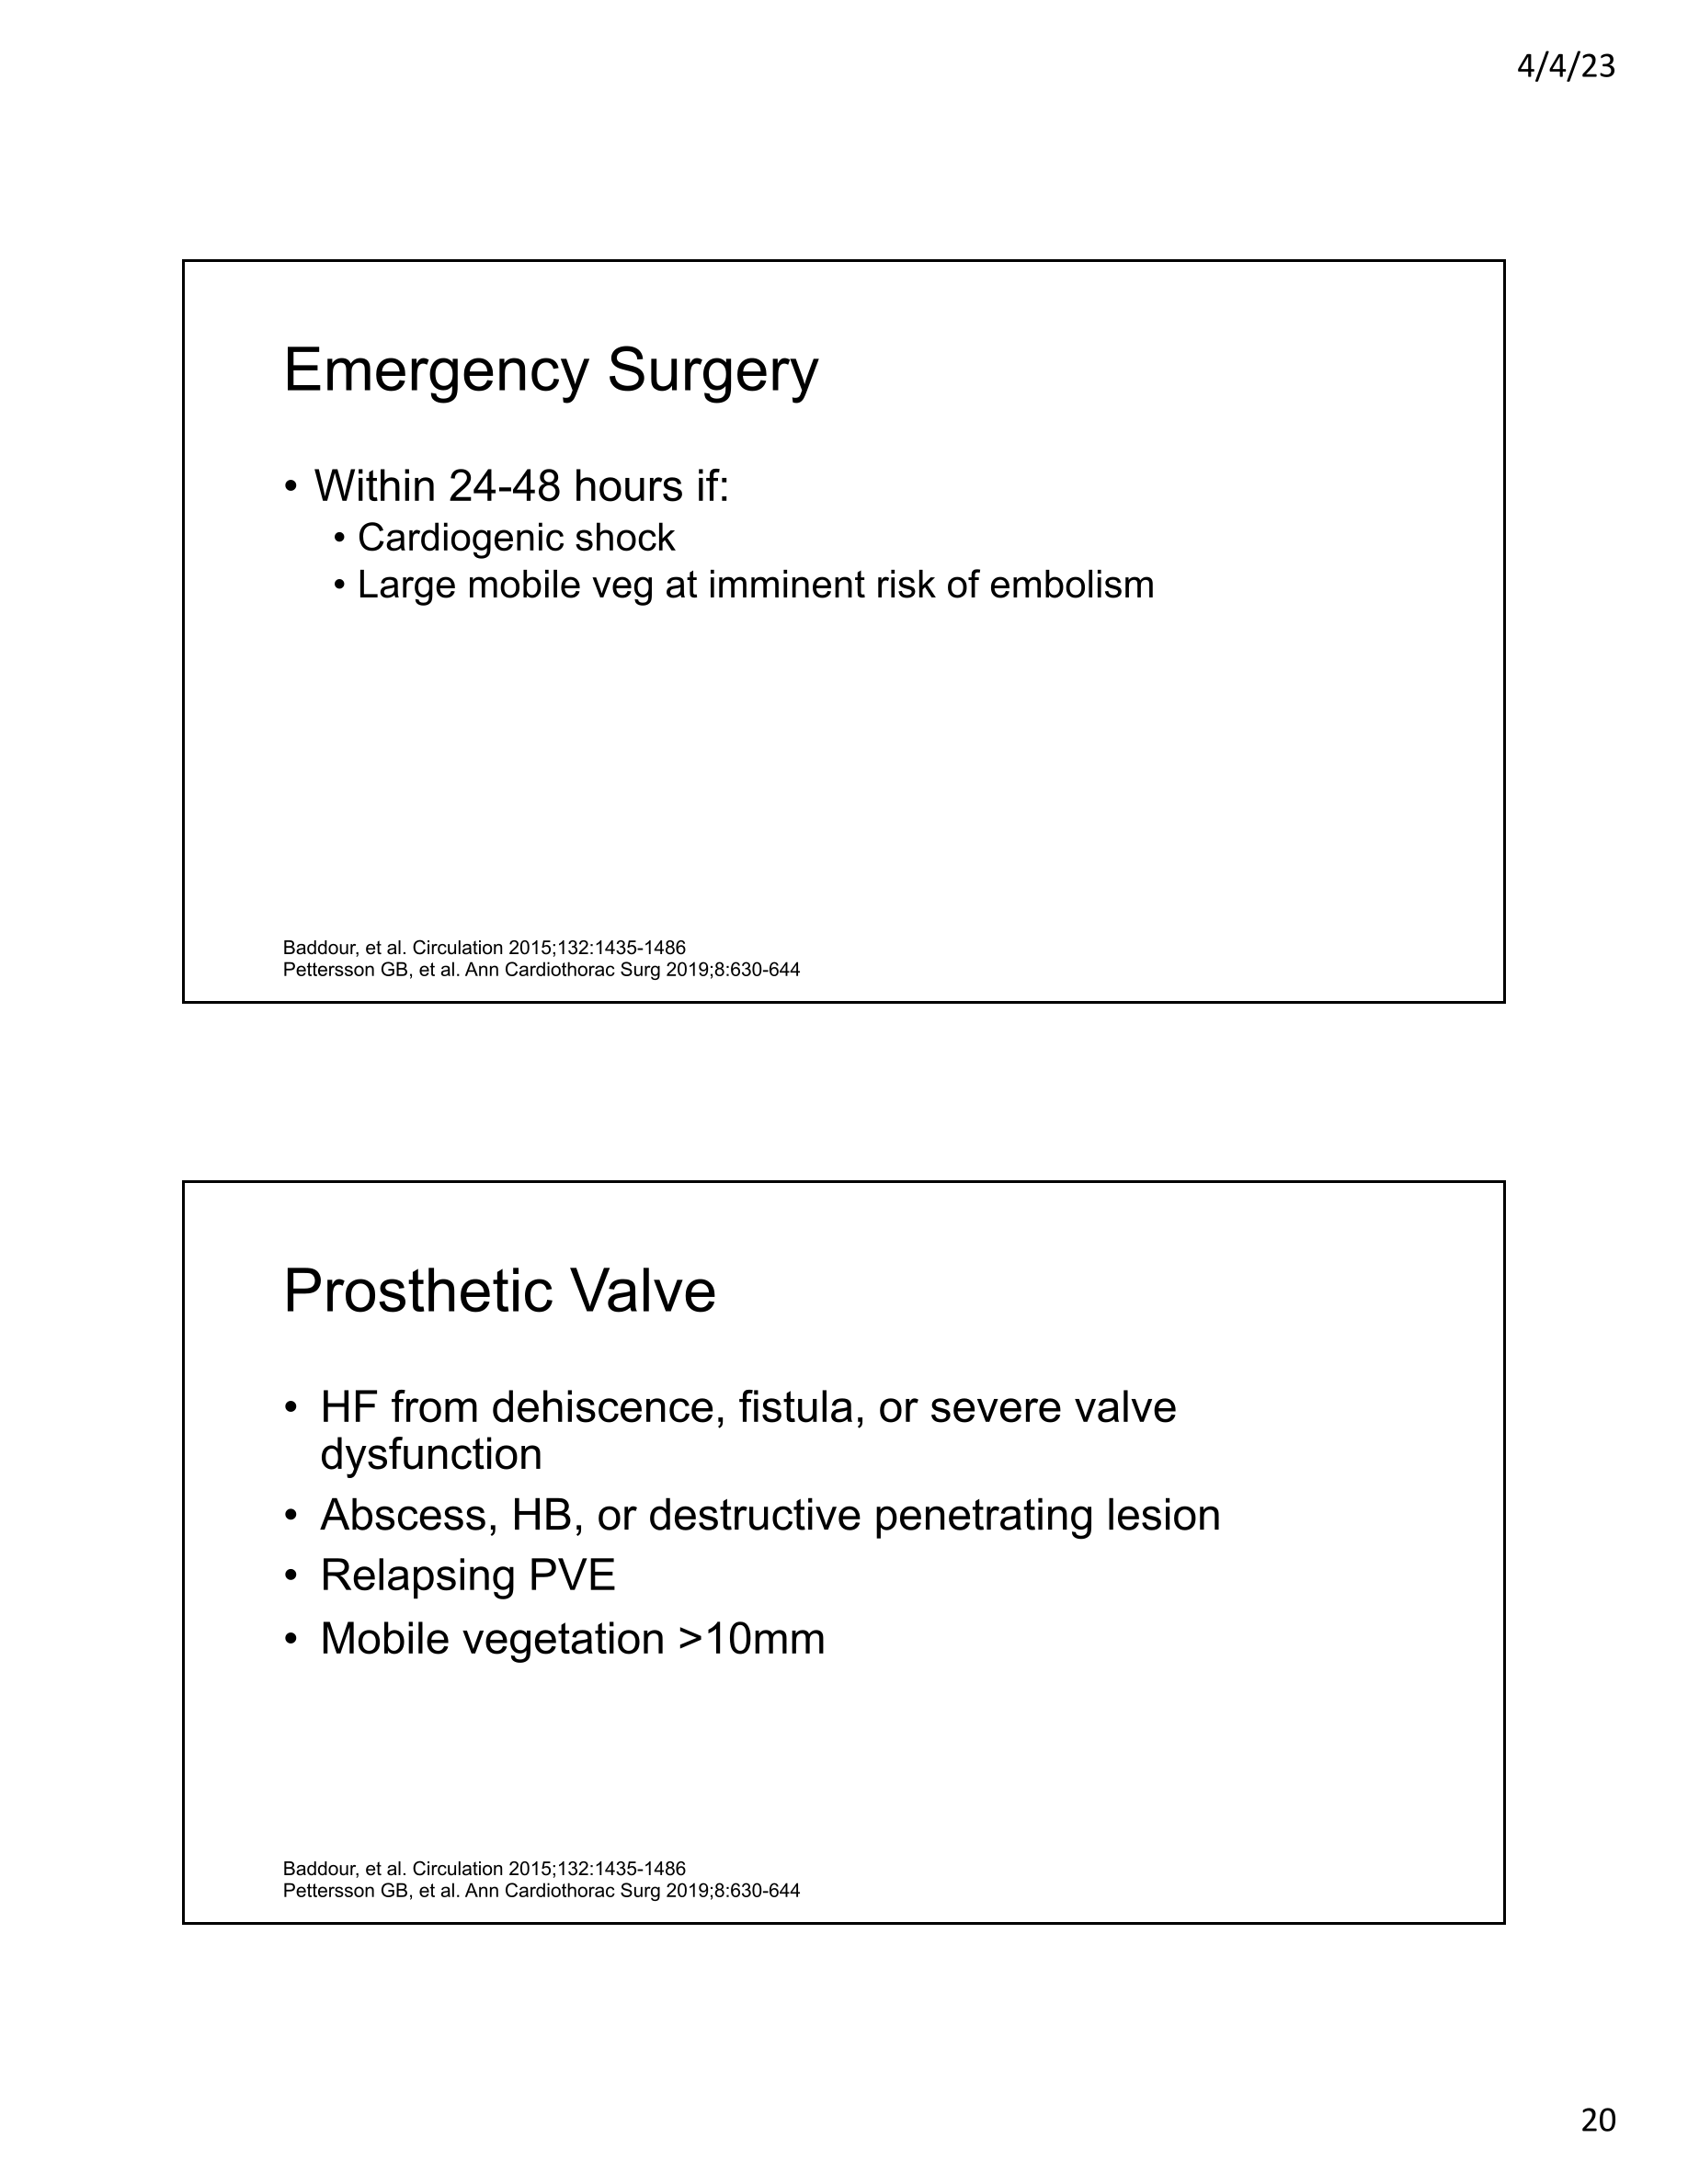 4/4/23
Emergency Surgery
• Within 24-48 hours if:
• Cardiogenic shock
• Large mobile veg at imminent risk of embolism
Baddour, et al. Circulation 2015;132:1435-1486
Pettersson GB, et al. Ann Cardiothorac Surg 2019;8:630-644
Prosthetic Valve
• HF from dehiscence, fistula, or severe valve
dysfunction
• Abscess, HB, or destructive penetrating lesion
• Relapsing PVE
• Mobile vegetation >10mm
Baddour, et al. Circulation 2015;132:1435-1486
Pettersson GB, et al. Ann Cardiothorac Surg 2019;8:630-644
20